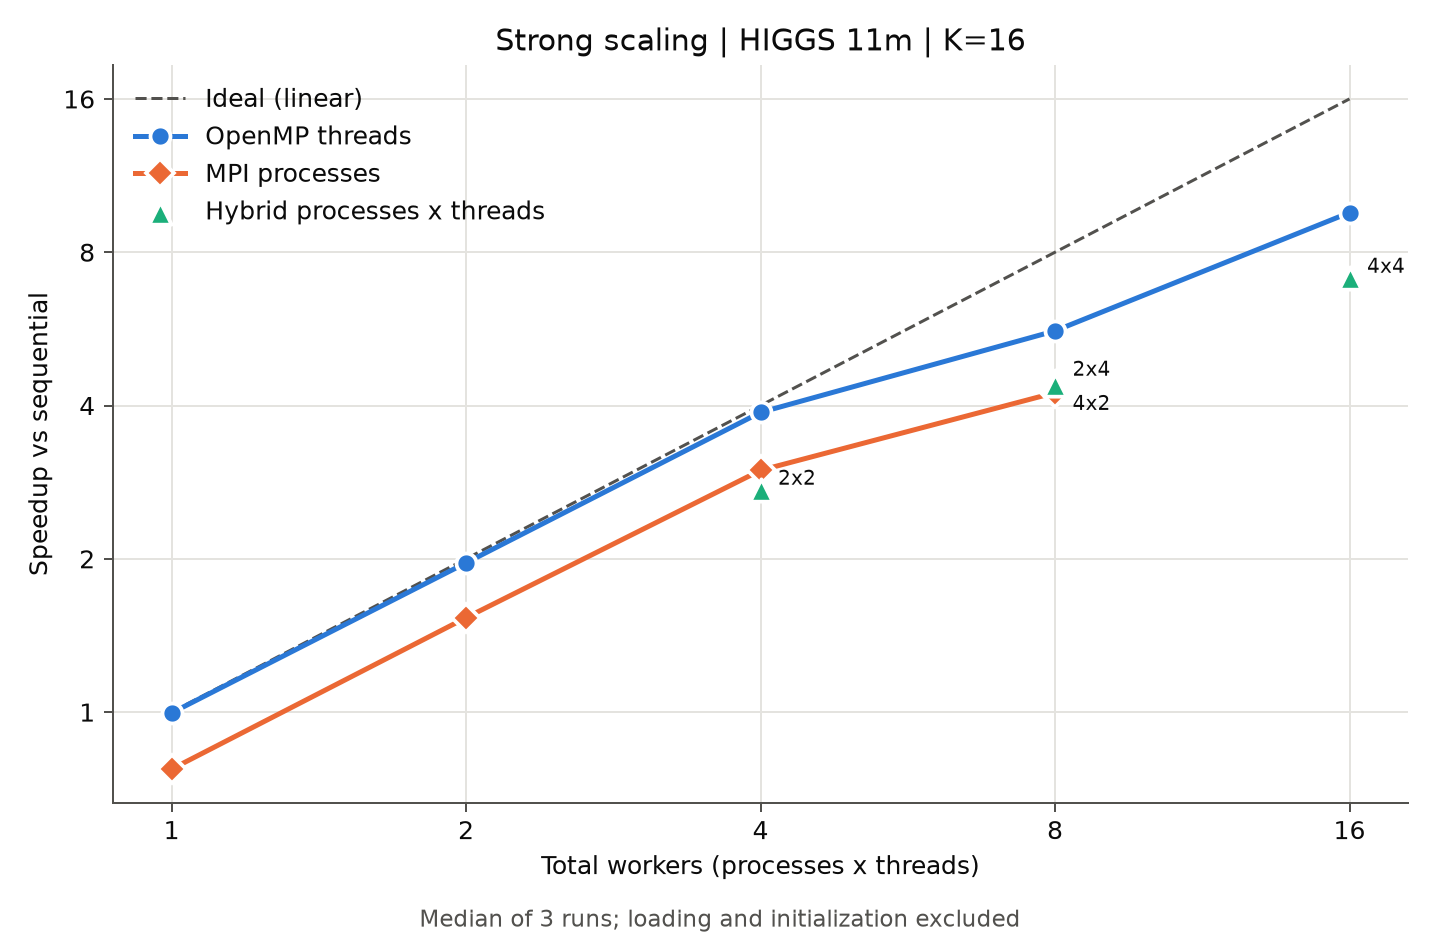 Strong scaling | HIGGS 11m | K=16
Ideal (linear)
OpenMP threads
MPI processes
Hybrid processes x threads
Speedup vs sequential
16
8
4
2
1
4x4
2x4
4x2
2x2
1 2 4 8 16
Total workers (processes x threads)
Median of 3 runs; loading and initialization excluded